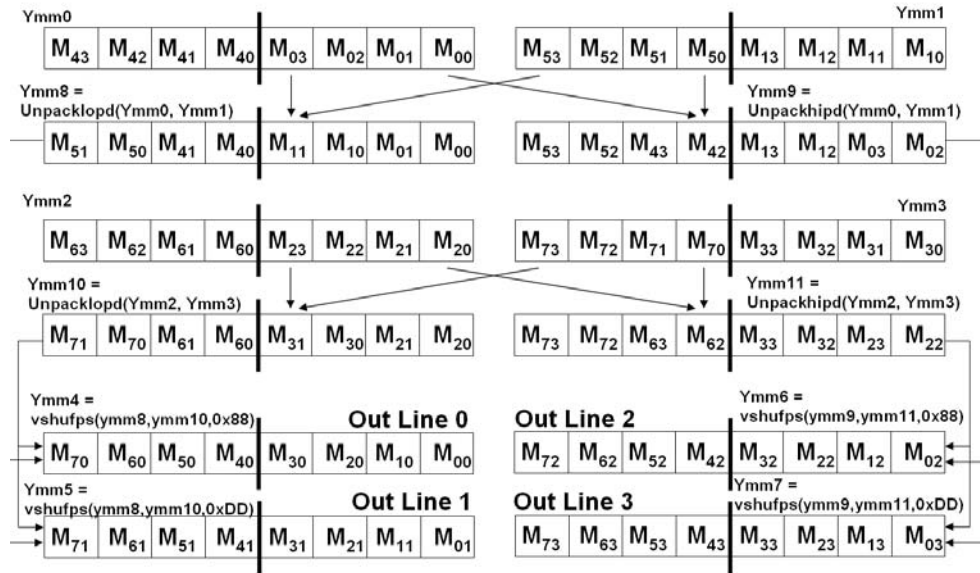 Ymm0 Ymm1
M43 M42 M41 M40 M03 M02 M01 M00 M53 M52 M51 M50 M13 M12 M11 M10
Ymm8 = Ymm9 =
Unpacklopd(Ymm0, Ymm1) Unpackhipd(Ymm0, Ymm1)
M51 M50 M41 M40 M11 M10 M01 M00 M53 M52 M43 M42 M13 M12 M03 M02
Ymm2 Ymm3
M63 M62 M61 M60 M23 M22 M21 M20 M73 M72 M71 M70 M33 M32 M31 M30
Ymm10 = Ymm11 =
Unpacklopd(Ymm2, Ymm3) Unpackhipd(Ymm2, Ymm3)
M71 M70 M61 M60 M31 M30 M21 M20 M73 M72 M63 M62 M33 M32 M23 M22
Ymm4 = Ymm6 =
vshufps(ymm8,ymm10,0x88) Out Line 0 Out Line 2 vshufps(ymm9,ymm11,0x88)
M70 M60 M50 M40 M30 M20 M10 M00 M72 M62 M52 M42 M32 M22 M12 M02
Ymm5 = Ymm7 =
vshufps(ymm8,ymm10,0xDD) Out Line 1 Out Line 3 vshufps(ymm9,ymm11,0xDD)
M71 M61 M51 M41 M31 M21 M11 M01 M73 M63 M53 M43 M33 M23 M13 M03